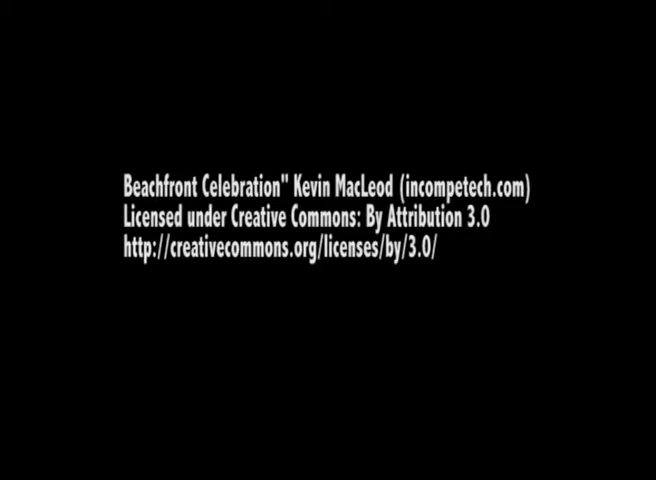 Beachfront Celebration" Kevin MacLeod (incompetech.com)
Licensed under Creative Commons: By Attribution 3.0
http://creativecommons.org/licenses/by/3.0/